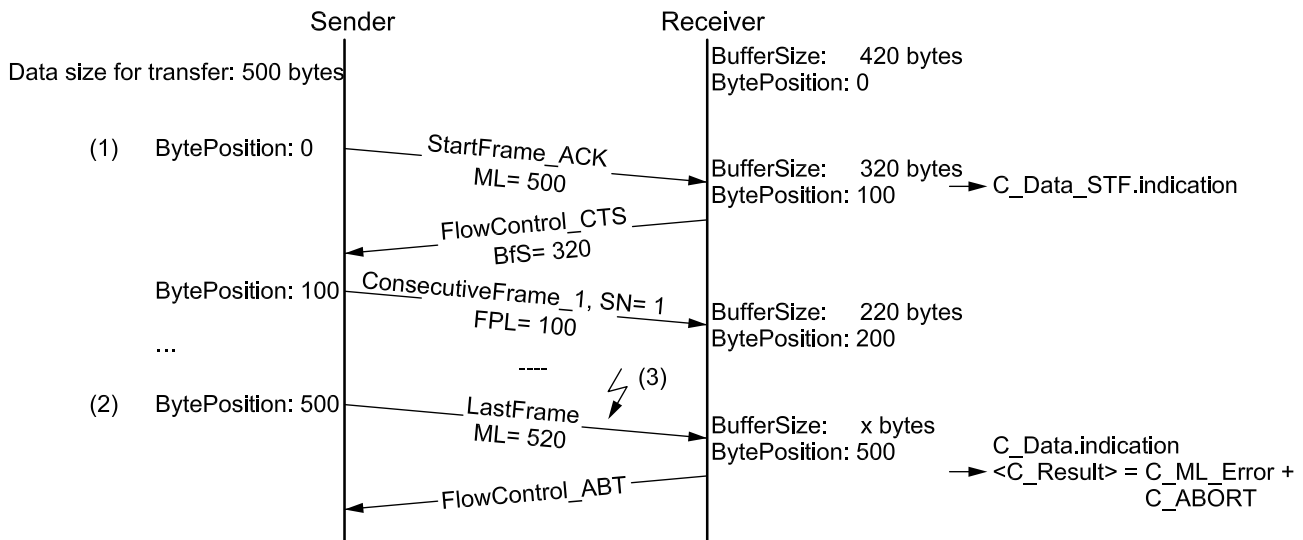 Sender
Receiver
Data size for transfer: 500 bytes
BufferSize: 420 bytes
BytePosition: 0
(1) BytePosition: 0
StartFrame_ACK
ML= 500
BufferSize: 320 bytes
BytePosition: 100
C_Data_STF.indication
FlowControl_CTS
BfS= 320
BytePosition: 100
ConsecutiveFrame_1, SN= 1
FPL= 100
BufferSize: 220 bytes
BytePosition: 200
...
----
(3)
(2) BytePosition: 500
LastFrame
ML= 520
BufferSize: x bytes
BytePosition: 500
C_Data.indication
<C_Result> = C_ML_Error +
C_ABORT
FlowControl_ABT